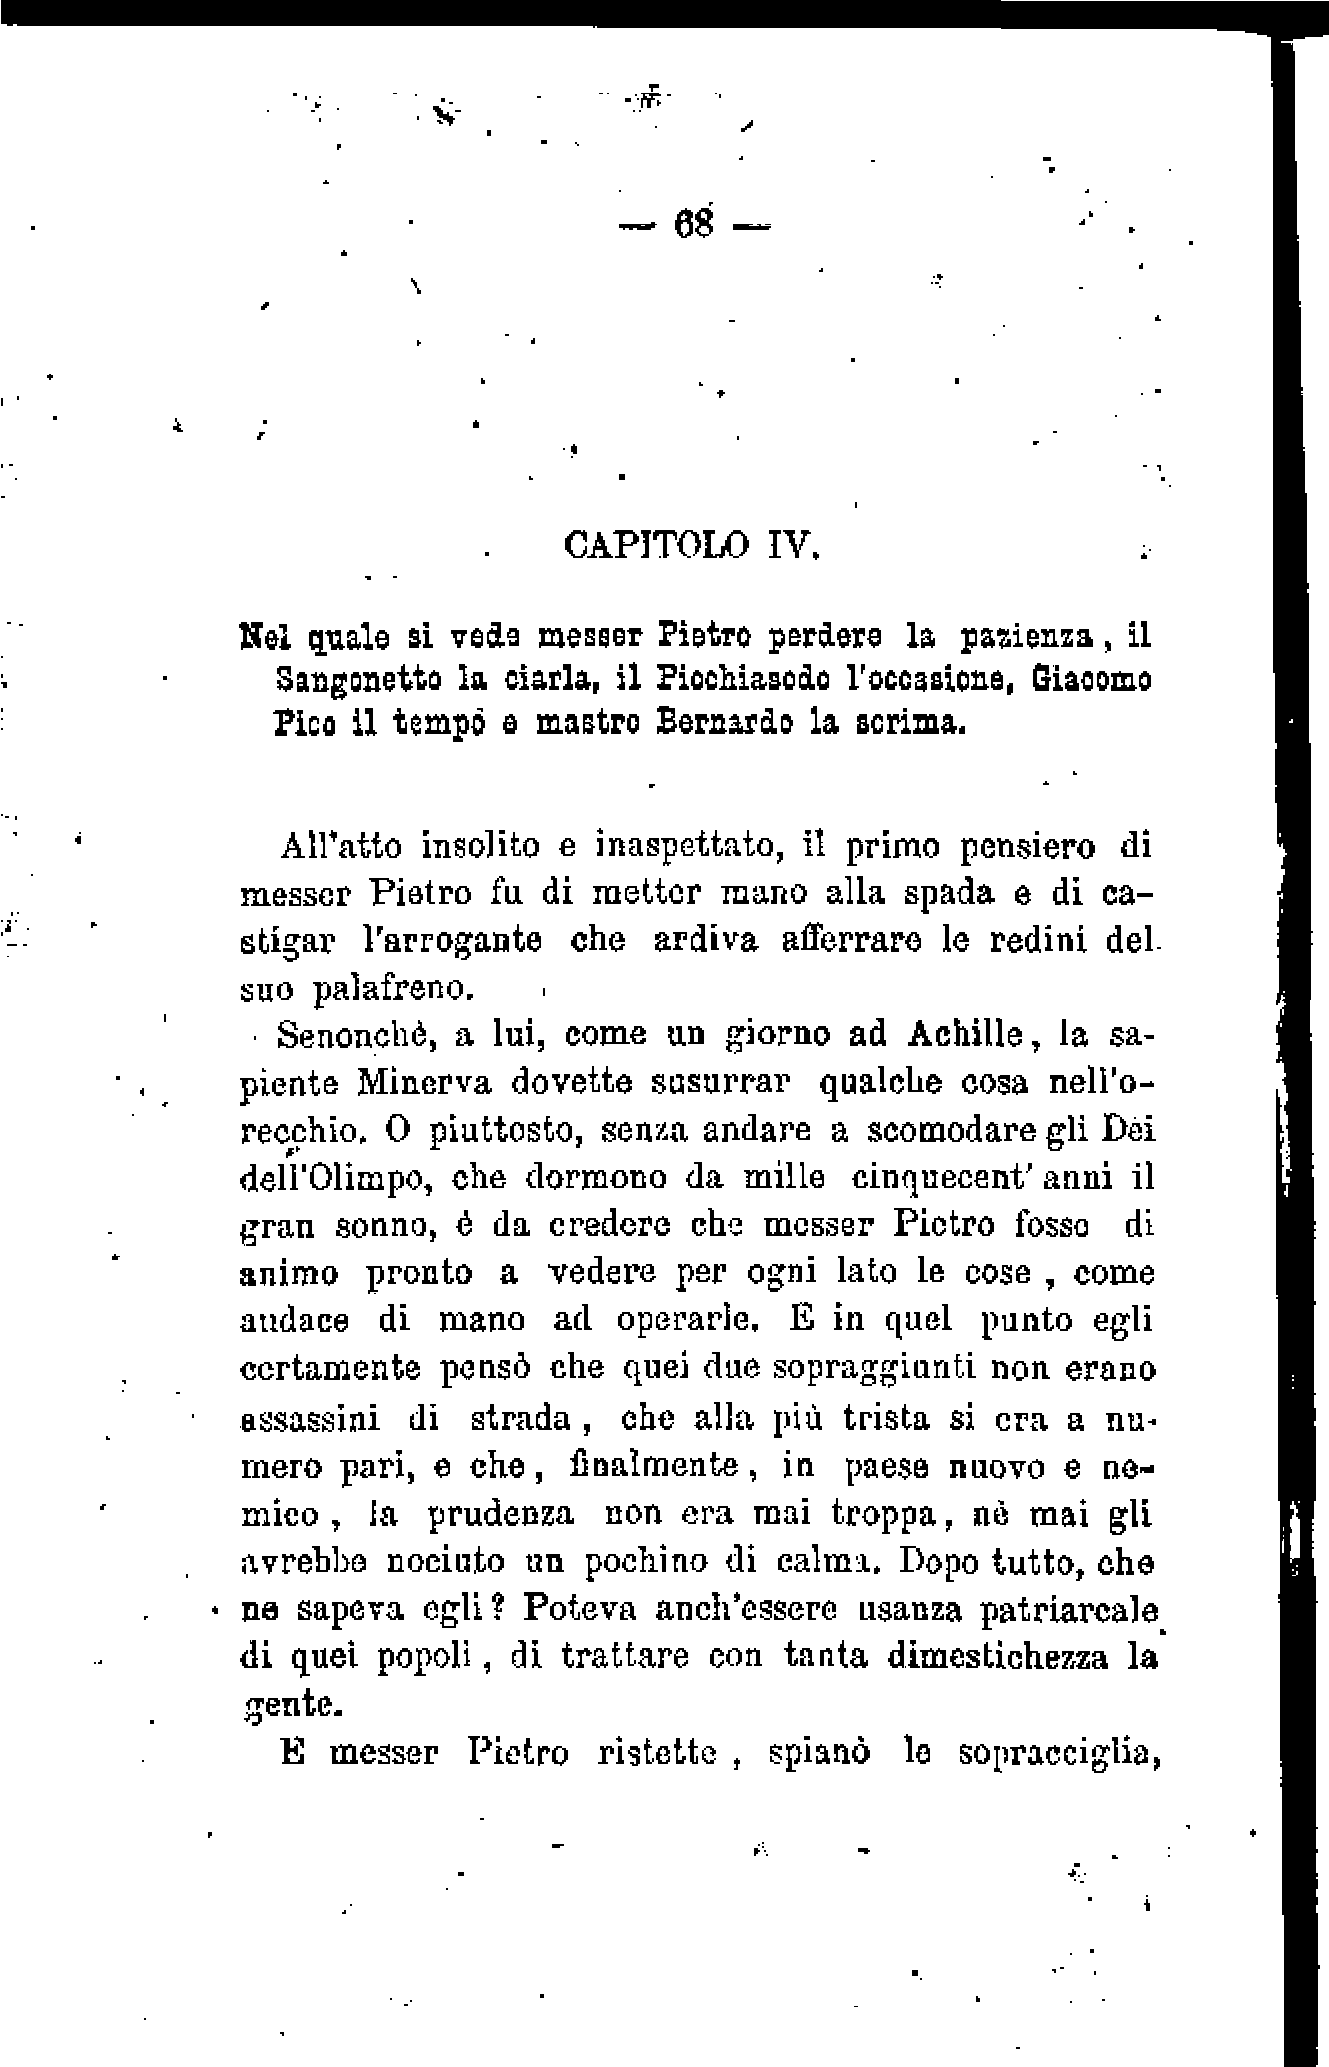 — 68 —
CAPITOLO IV.
Nel quale si vede messer Pietro perdere la pazienza, il
Sangonetto la ciarla, il Picchiasodo l'occasione, Giacomo
Pico il tempo e mastro Bernardo la scrima.
All'atto insolito e inaspettato, il primo pensiero di
messer Pietro fu di metter mano alla spada e di ca-
stigar l'arrogante che ardiva afferrare le redini del
suo palafreno.
Senonchè, a lui, come un giorno ad Achille, la sa-
piente Minerva dovette susurrar qualche cosa nell'o-
recchio. O piuttosto, senza andare a scomodare gli Dei
dell'Olimpo, che dormono da mille cinquecent' anni il
gran sonno, è da credere che messer Pietro fosse di
animo pronto a vedere per ogni lato le cose, come
audace di mano ad operarle. E in quel punto egli
certamente pensò che quei due sopraggiunti non erano
assassini di strada, che alla più trista si era a nu-
mero pari, e che, finalmente, in paese nuovo e ne-
mico, la prudenza non era mai troppa, nè mai gli
avrebbe nociuto un pochino di calma. Dopo tutto, che
ne sapeva egli? Poteva anch'essere usanza patriarcale
di quei popoli, di trattare con tanta dimestichezza la
gente.
E messer Pietro ristette, spianò le sopracciglia,